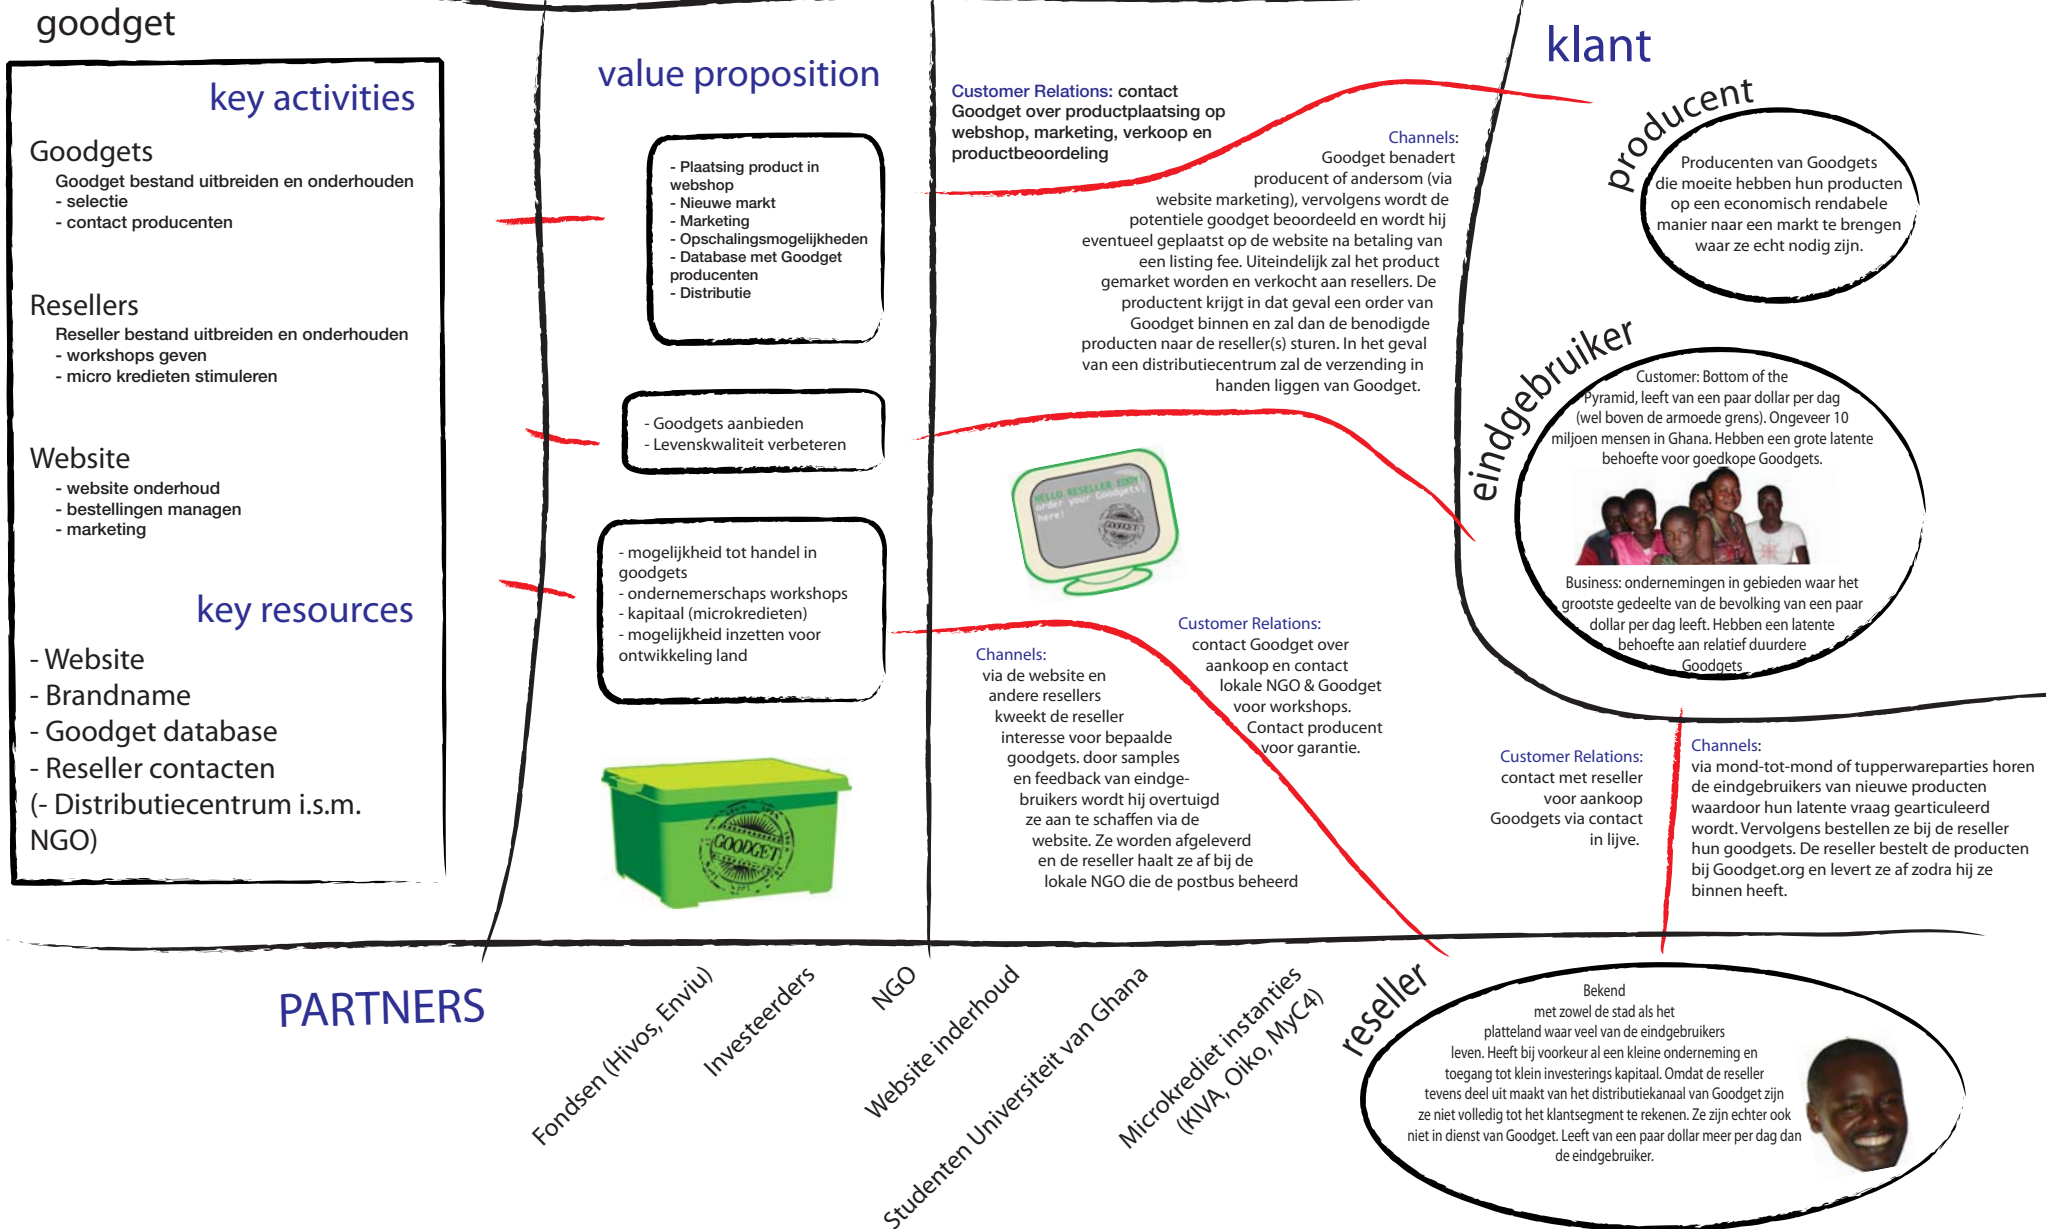 goodget
key activities
Goodgets
Goodget bestand uitbreiden en onderhouden
- selectie
- contact producenten
Resellers
Reseller bestand uitbreiden en onderhouden
- workshops geven
- micro kredieten stimuleren
Website
- website onderhoud
- bestellingen managen
- marketing
key resources
- Website
- Brandname
- Goodget database
- Reseller contacten
(- Distributiecentrum i.s.m.
NGO)
value proposition
- Plaatsing product in
webshop
- Nieuwe markt
- Marketing
- Opschalingsmogelijkheden
- Database met Goodget
producenten
- Distributie
- Goodgets aanbieden
- Levenskwaliteit verbeteren
- mogelijkheid tot handel in
goodgets
- ondernemerschaps workshops
- kapitaal (microkredieten)
- mogelijkheid inzetten voor
ontwikkeling land
GOODGET
Customer Relations: contact
Goodget over productplaatsing op
webshop, marketing, verkoop en
productbeoordeling
Channels:
Goodget benadert
producent of andersom (via
website marketing), vervolgens wordt de
potentiele goodget beoordeeld en wordt hij
eventueel geplaatst op de website na betaling van
een listing fee. Uiteindelijk zal het product
gemarket worden en verkocht aan resellers. De
productent krijgt in dat geval een order van
Goodget binnen en zal dan de benodigde
producten naar de reseller(s) sturen. In het geval
van een distributiecentrum zal de verzending in
handen liggen van Goodget.
HELLO RESELLER EDDY!
order your Goodgets
here!
GOODGET
Channels:
via de website en
andere resellers
kweekt de reseller
interesse voor bepaalde
goodgets. door samples
en feedback van eindge-
bruikers wordt hij overtuigd
ze aan te schaffen via de
website. Ze worden afgeleverd
en de reseller haalt ze af bij de
lokale NGO die de postbus beheerd
Customer Relations:
contact Goodget over
aankoop en contact
lokale NGO & Goodget
voor workshops.
Contact producent
voor garantie.
klant
producent
Producenten van Goodgets
die moeite hebben hun producten
op een economisch rendabele
manier naar een markt te brengen
waar ze echt nodig zijn.
eindgebruiker
Customer: Bottom of the
Pyramid, leeft van een paar dollar per dag
(wel boven de armoede grens). Ongeveer 10
miljoen mensen in Ghana. Hebben een grote latente
behoefte voor goedkope Goodgets.
Business: ondernemingen in gebieden waar het
grootste gedeelte van de bevolking van een paar
dollar per dag leeft. Hebben een latente
behoefte aan relatief duurdere
Goodgets
Customer Relations:
contact met reseller
voor aankoop
Goodgets via contact
in lijve.
Channels:
via mond-tot-mond of tupperwareparties horen
de eindgebruikers van nieuwe producten
waardoor hun latente vraag gearticuleerd
wordt. Vervolgens bestellen ze bij de reseller
hun goodgets. De reseller bestelt de producten
bij Goodget.org en levert ze af zodra hij ze
binnen heeft.
PARTNERS
Fondsen (Hivos, Enviu)
Investeerders
NGO
Website inderhoud
Studenten Universiteit van Ghana
Microkrediet instanties
(KIVA, Oiko, MyC4)
reseller
Bekend
met zowel de stad als het
platteland waar veel van de eindgebruikers
leven. Heeft bij voorkeur al een kleine onderneming en
toegang tot klein investerings kapitaal. Omdat de reseller
tevens deel uit maakt van het distributiekanaal van Goodget zijn
ze niet volledig tot het klantsegment te rekenen. Ze zijn echter ook
niet in dienst van Goodget. Leeft van een paar dollar meer per dag dan
de eindgebruiker.